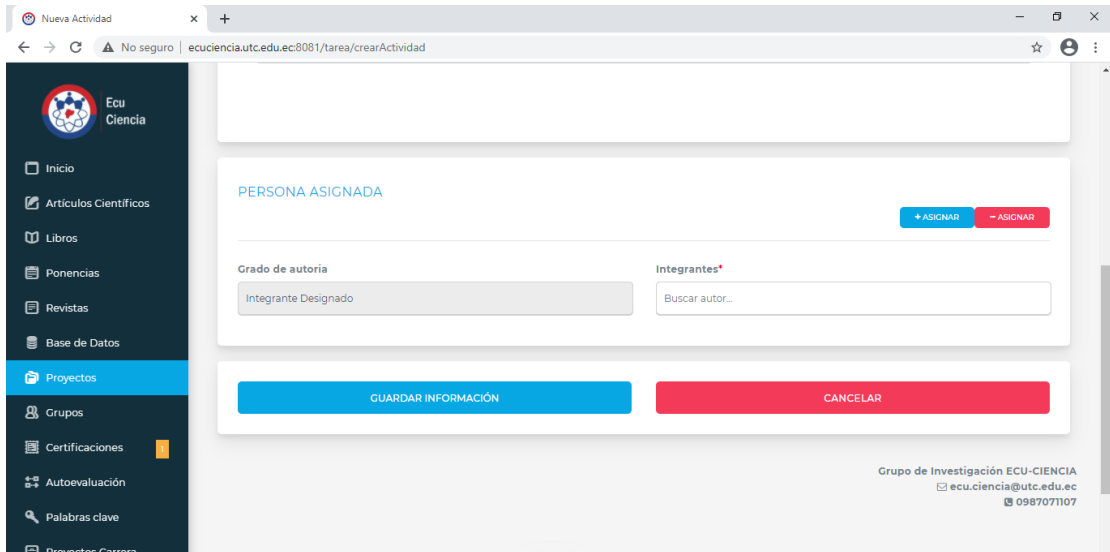 Nueva Actividad
No seguro | ecuciencia.utc.edu.ec:8081/tarea/crearActividad
Ecu
Ciencia
Inicio
Artículos Científicos
Libros
Ponencias
Revistas
Base de Datos
Proyectos
Grupos
Certificaciones 1
Autoevaluación
Palabras clave
Proyectos Carrera
PERSONA ASIGNADA
+ ASIGNAR - ASIGNAR
Grado de autoria Integrantes*
Integrante Designado Buscar autor...
GUARDAR INFORMACIÓN CANCELAR
Grupo de Investigación ECU-CIENCIA
ecu.ciencia@utc.edu.ec
0987071107